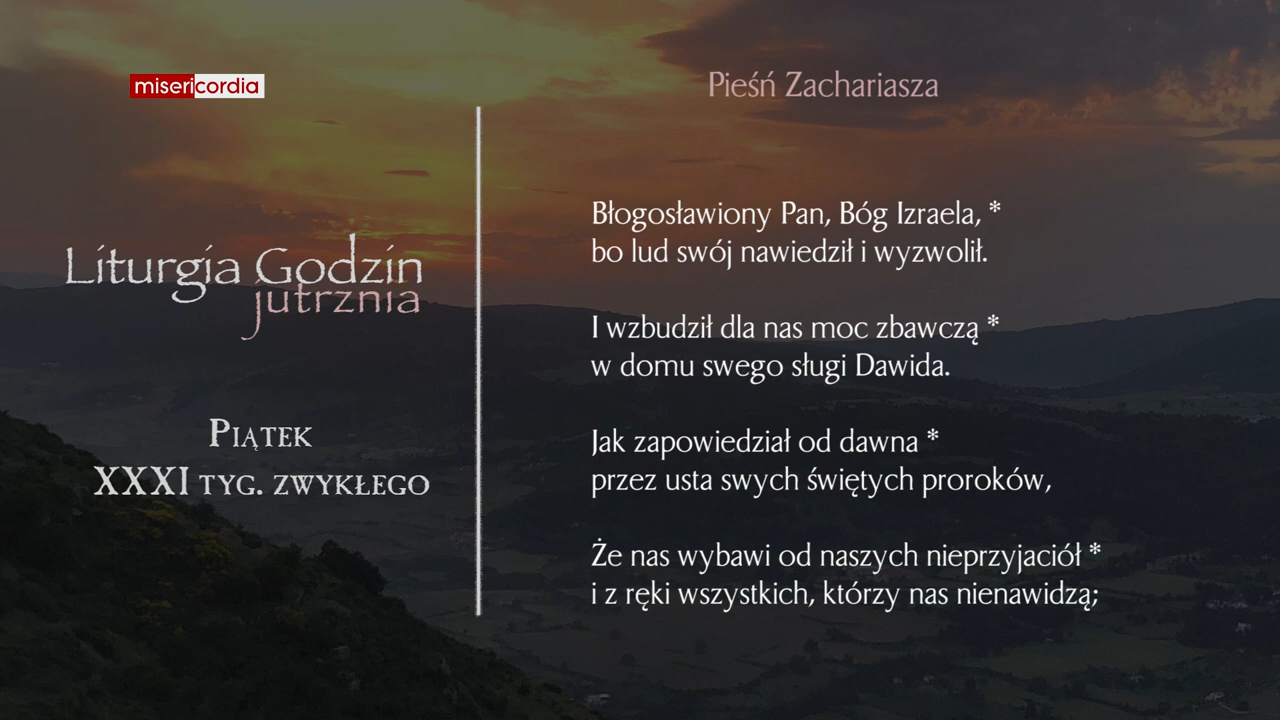 misericordia
Liturgia Godzin
jutrznia
Piątek
XXXI tyg. zwykłego
Pieśń Zachariasza
Błogosławiony Pan, Bóg Izraela, *
bo lud swój nawiedził i wyzwolił.
I wzbudził dla nas moc zbawczą *
w domu swego sługi Dawida.
Jak zapowiedział od dawna *
przez usta swych świętych proroków,
Że nas wybawi od naszych nieprzyjaciół *
i z ręki wszystkich, którzy nas nienawidzą;